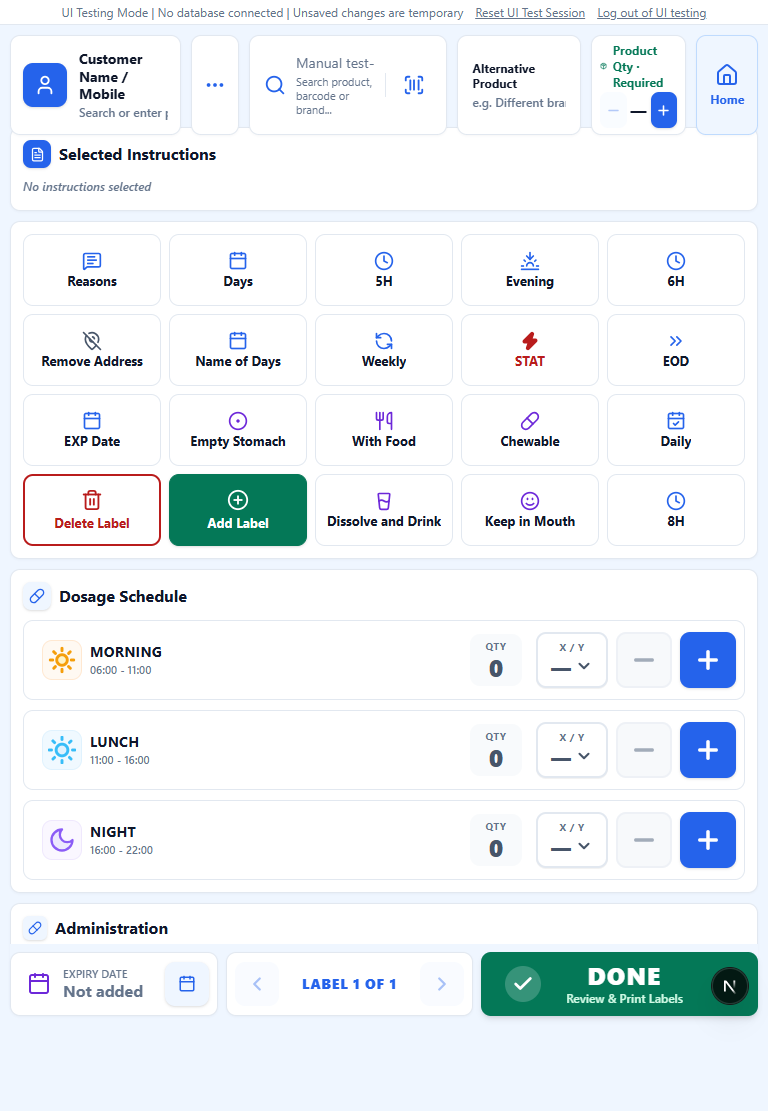 UI Testing Mode | No database connected | Unsaved changes are temporary Reset UI Test Session Log out of UI testing
Customer
Name /
Mobile
Search or enter
Manual test-
Search product,
barcode or
brand...
Alternative
Product
e.g. Different bra
Product
Qty ·
Required
—
Home
Selected Instructions
No instructions selected
Reasons
Days
5H
Evening
6H
Remove Address
Name of Days
Weekly
STAT
EOD
EXP Date
Empty Stomach
With Food
Chewable
Daily
Delete Label
Add Label
Dissolve and Drink
Keep in Mouth
8H
Dosage Schedule
MORNING
06:00 - 11:00
QTY
0
X / Y
—
LUNCH
11:00 - 16:00
QTY
0
X / Y
—
NIGHT
16:00 - 22:00
QTY
0
X / Y
—
Administration
EXPIRY DATE
Not added
LABEL 1 OF 1
DONE
Review & Print Labels
N